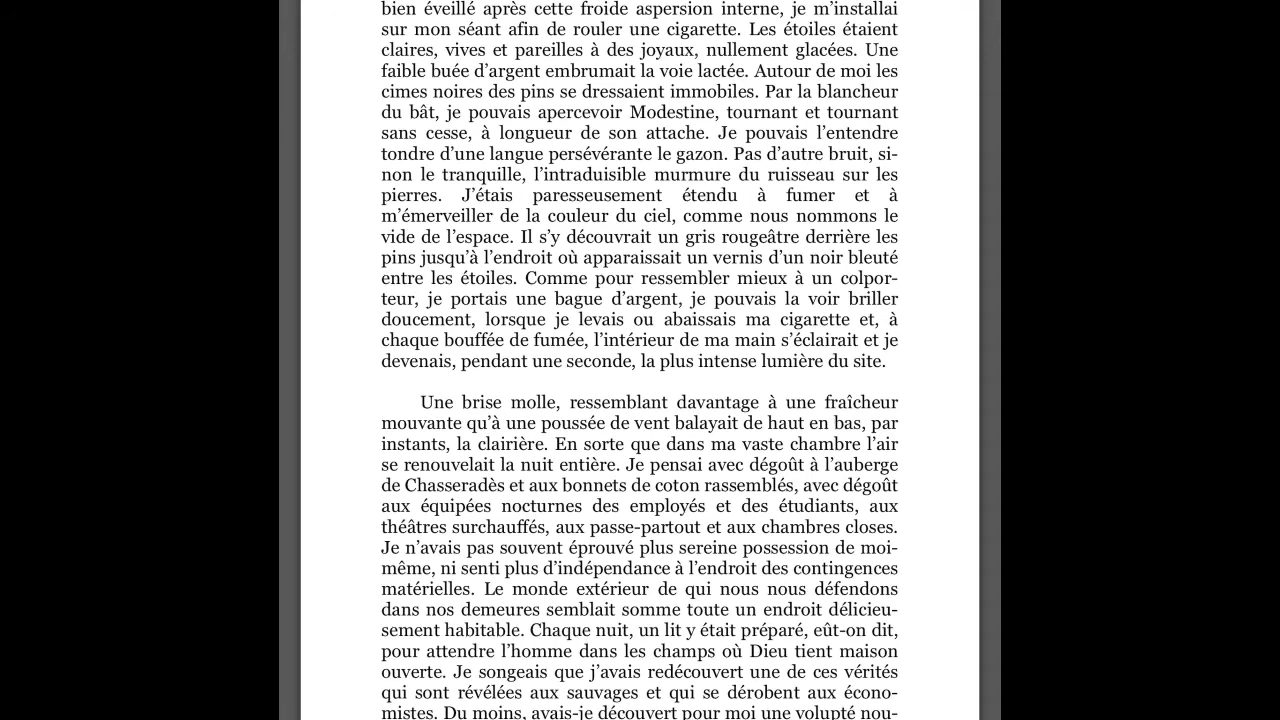 bien éveillé après cette froide aspersion interne, je m’installai
sur mon séant afin de rouler une cigarette. Les étoiles étaient
claires, vives et pareilles à des joyaux, nullement glacées. Une
faible buée d’argent embrumait la voie lactée. Autour de moi les
cimes noires des pins se dressaient immobiles. Par la blancheur
du bât, je pouvais apercevoir Modestine, tournant et tournant
sans cesse, à longueur de son attache. Je pouvais l’entendre
tondre d’une langue persévérante le gazon. Pas d’autre bruit, si-
non le tranquille, l’intraduisible murmure du ruisseau sur les
pierres. J’étais paresseusement étendu à fumer et à
m’émerveiller de la couleur du ciel, comme nous nommons le
vide de l’espace. Il s’y découvrait un gris rougeâtre derrière les
pins jusqu’à l’endroit où apparaissait un vernis d’un noir bleuté
entre les étoiles. Comme pour ressembler mieux à un colpor-
teur, je portais une bague d’argent, je pouvais la voir briller
doucement, lorsque je levais ou abaissais ma cigarette et, à
chaque bouffée de fumée, l’intérieur de ma main s’éclairait et je
devenais, pendant une seconde, la plus intense lumière du site.
Une brise molle, ressemblant davantage à une fraîcheur
mouvante qu’à une poussée de vent balayait de haut en bas, par
instants, la clairière. En sorte que dans ma vaste chambre l’air
se renouvelait la nuit entière. Je pensai avec dégoût à l’auberge
de Chasseradès et aux bonnets de coton rassemblés, avec dégoût
aux équipées nocturnes des employés et des étudiants, aux
théâtres surchauffés, aux passe-partout et aux chambres closes.
Je n’avais pas souvent éprouvé plus sereine possession de moi-
même, ni senti plus d’indépendance à l’endroit des contingences
matérielles. Le monde extérieur de qui nous nous défendons
dans nos demeures semblait somme toute un endroit délicieu-
sement habitable. Chaque nuit, un lit y était préparé, eût-on dit,
pour attendre l’homme dans les champs où Dieu tient maison
ouverte. Je songeais que j’avais redécouvert une de ces vérités
qui sont révélées aux sauvages et qui se dérobent aux écono-
mistes. Du moins, avais-je découvert pour moi une volupté nou-